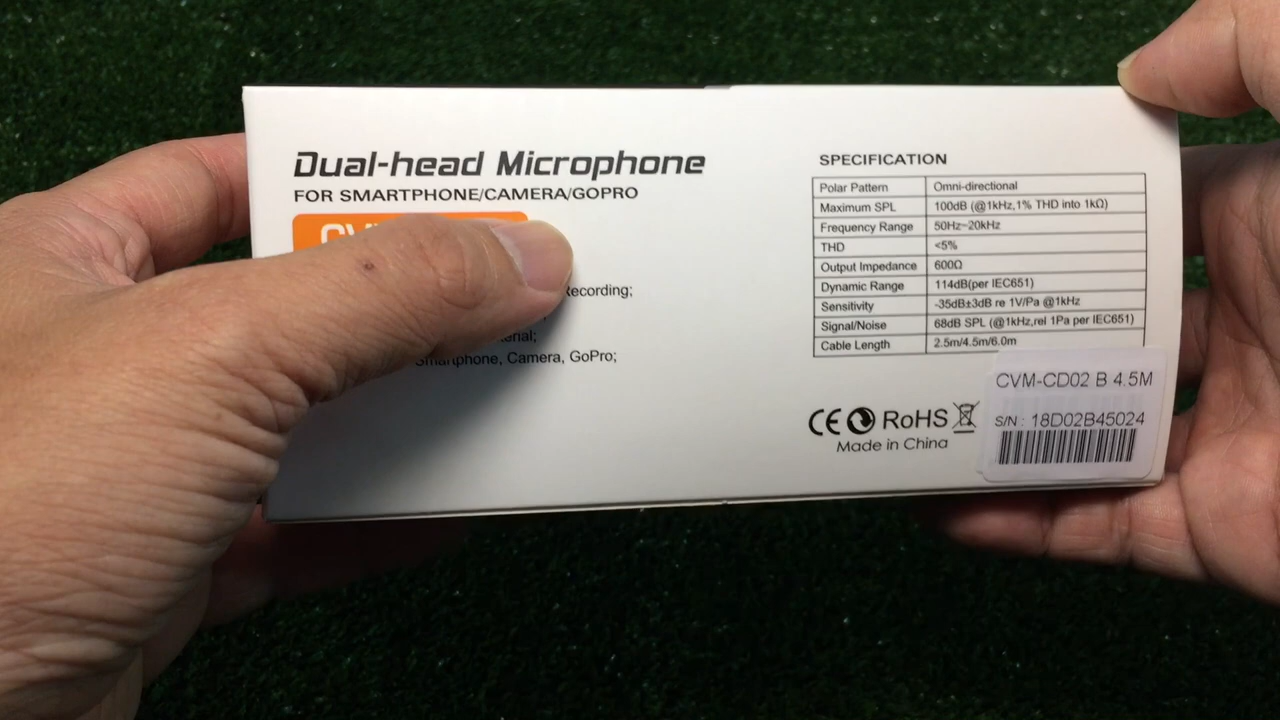 Dual-head Microphone
FOR SMARTPHONE/CAMERA/GOPRO
Recording;
Smartphone, Camera, GoPro;
SPECIFICATION
Polar Pattern Omni-directional
Maximum SPL 100dB (@1kHz,1% THD into 1kΩ)
Frequency Range 50Hz~20kHz
THD <5%
Output Impedance 600Ω
Dynamic Range 114dB(per IEC651)
Sensitivity -35dB±3dB re 1V/Pa @1kHz
Signal/Noise 68dB SPL (@1kHz,rel 1Pa per IEC651)
Cable Length 2.5m/4.5m/6.0m
CE RoHS
Made in China
CVM-CD02 B 4.5M
S/N : 18D02B45024